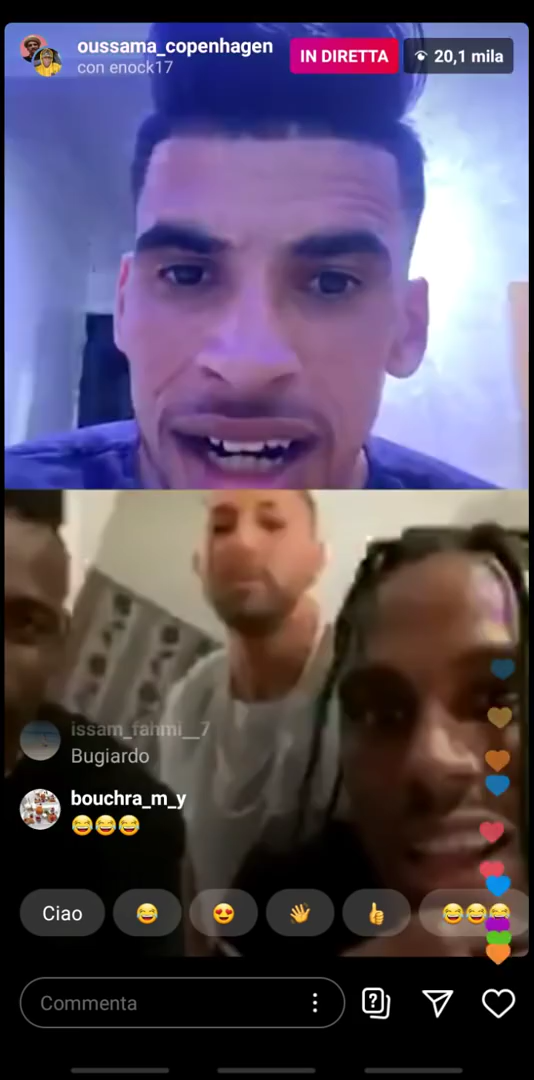 oussama_copenhagen
con enock17
IN DIRETTA
20,1 mila
issam_fahmi__7
Bugiardo
bouchra_m_y
😂😂😂
Ciao 😂 😍 👋 👍 😂😂😂
Commenta